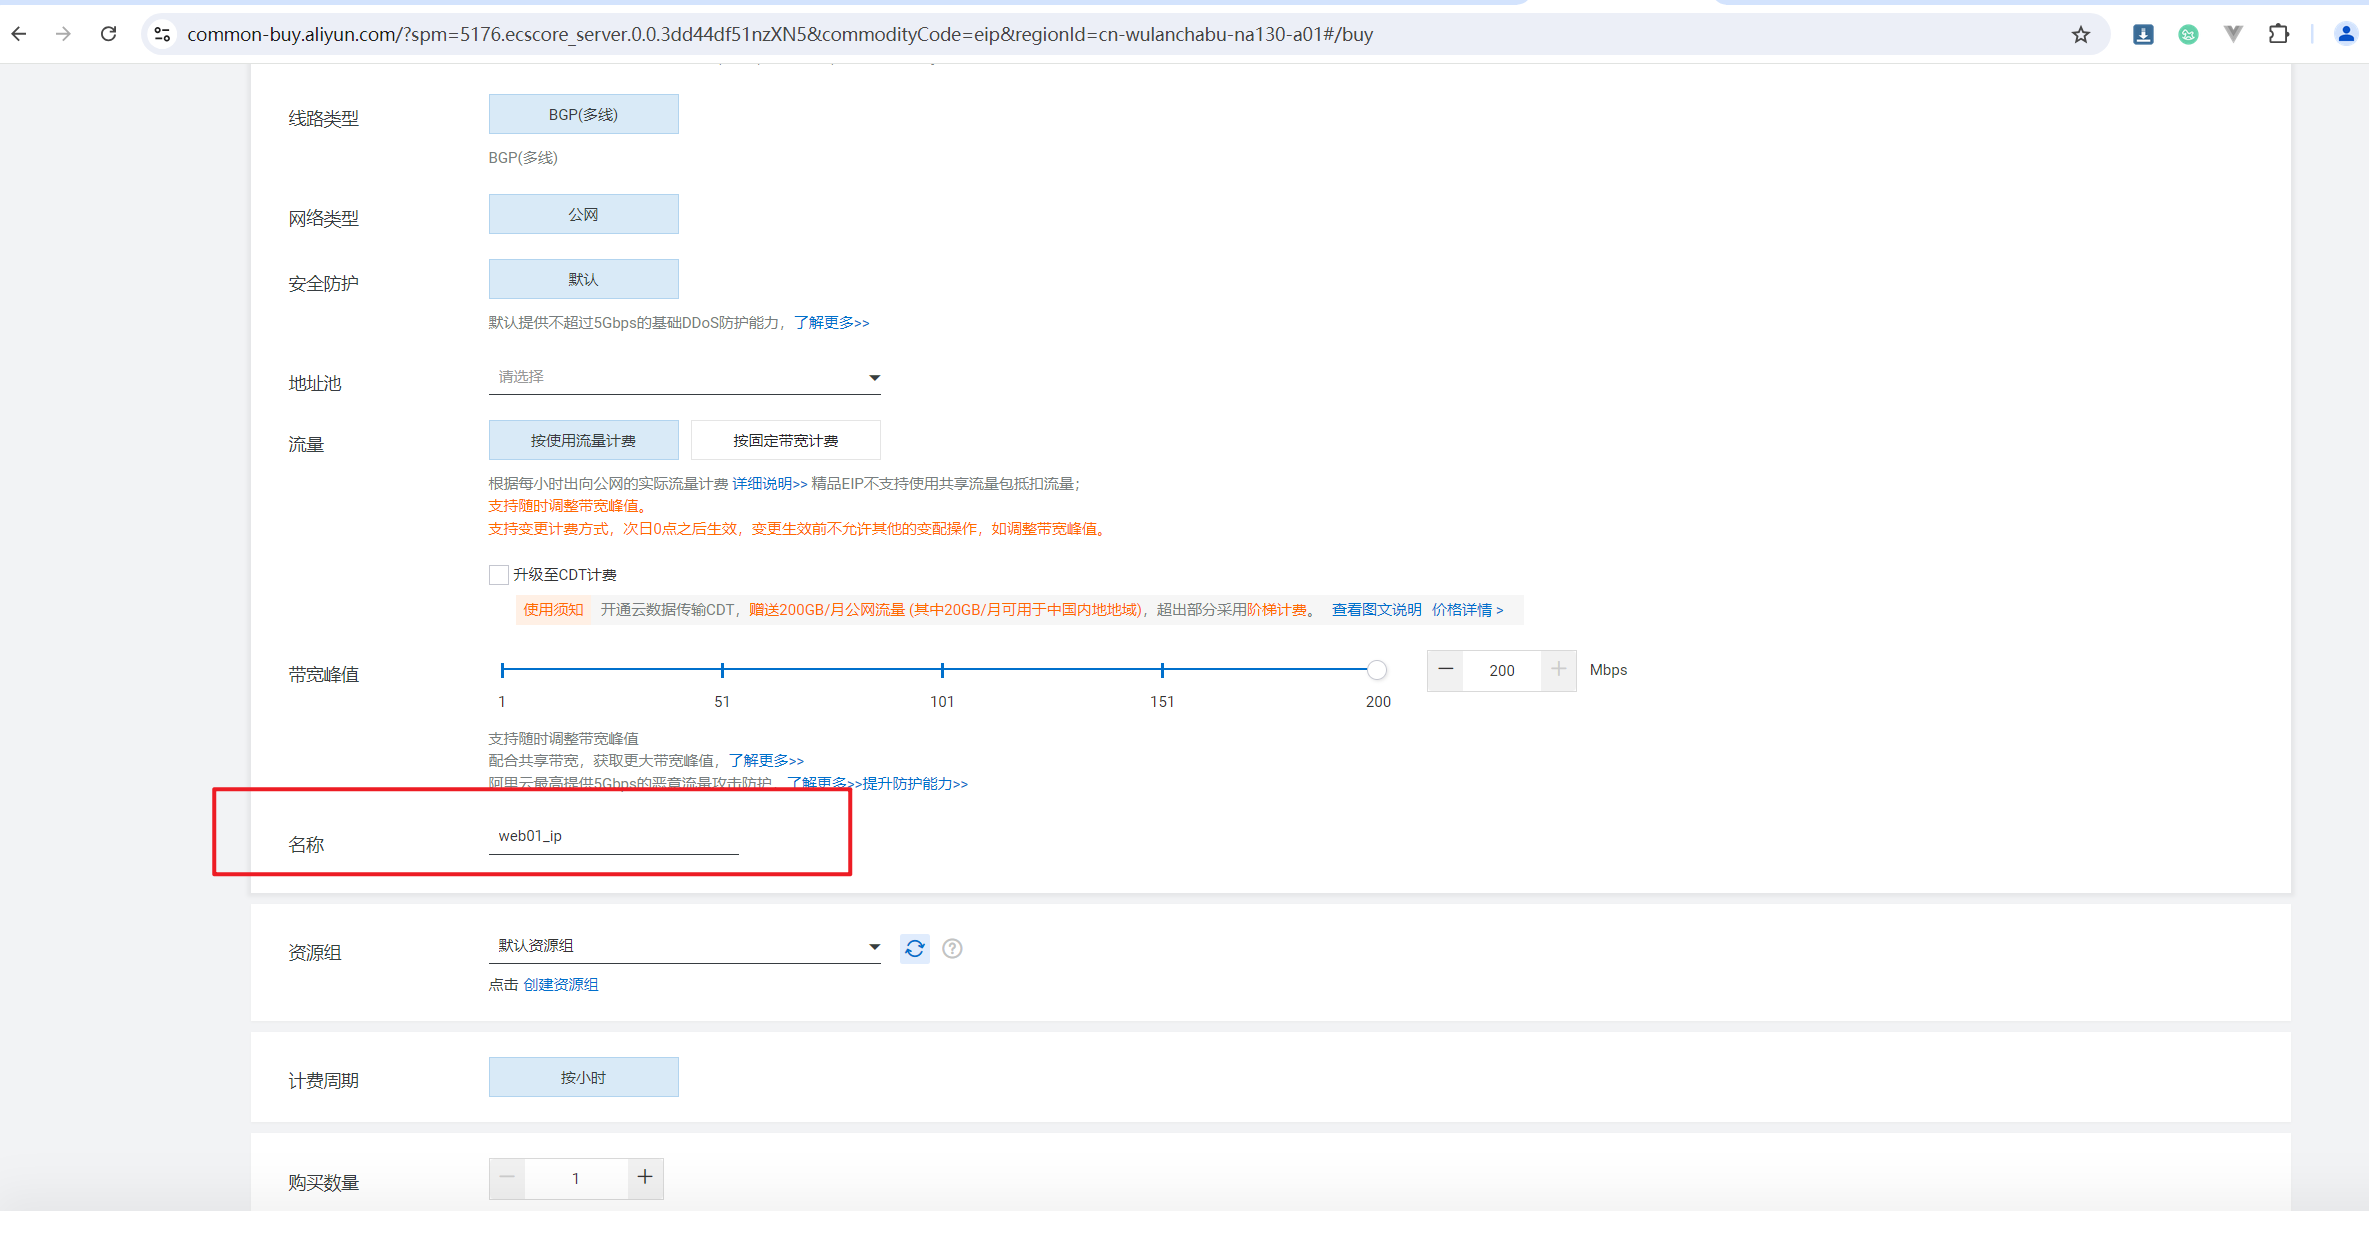 common-buy.aliyun.com/?spm=5176.ecscore_server.0.0.3dd44df51nzXN5&commodityCode=eip&regionId=cn-wulanchabu-na130-a01#/buy
线路类型
BGP(多线)
BGP(多线)
网络类型
公网
安全防护
默认
默认提供不超过5Gbps的基础DDoS防护能力，了解更多>>
地址池
请选择
流量
按使用流量计费 按固定带宽计费
根据每小时出向公网的实际流量计费 详细说明>> 精品EIP不支持使用共享流量包抵扣流量；
支持随时调整带宽峰值。
支持变更计费方式，次日0点之后生效，变更生效前不允许其他的变配操作，如调整带宽峰值。
升级至CDT计费
使用须知 开通云数据传输CDT，赠送200GB/月公网流量 (其中20GB/月可用于中国内地地域)，超出部分采用阶梯计费。 查看图文说明 价格详情 >
带宽峰值
200 Mbps
1 51 101 151 200
支持随时调整带宽峰值
配合共享带宽，获取更大带宽峰值，了解更多>>
阿里云最高提供5Gbps的恶意流量攻击防护，了解更多>>提升防护能力>>
名称
web01_ip
资源组
默认资源组
点击 创建资源组
计费周期
按小时
购买数量
1